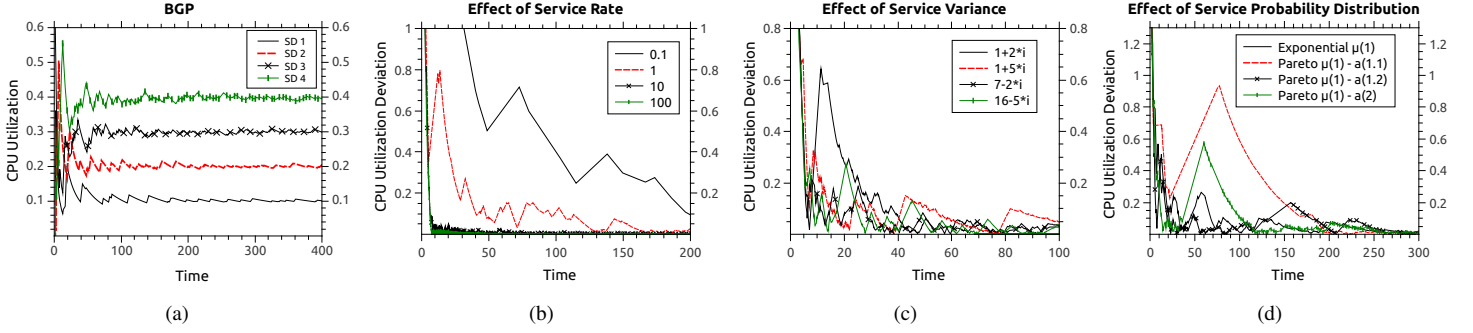 BGP
0.6
0.5
0.4
0.3
0.2
0.1
0.6
0.5
0.4
0.3
0.2
0.1
SD 1
SD 2
SD 3
SD 4
CPU Utilization
0
100
200
300
400
Time
(a)
Effect of Service Rate
1
0.8
0.6
0.4
0.2
1
0.8
0.6
0.4
0.2
0.1
1
10
100
CPU Utilization Deviation
0
50
100
150
200
Time
(b)
Effect of Service Variance
0.8
0.6
0.4
0.2
0.8
0.6
0.4
0.2
1+2*i
1+5*i
7-2*i
16-5*i
CPU Utilization Deviation
0
20
40
60
80
100
Time
(c)
Effect of Service Probability Distribution
1.2
1
0.8
0.6
0.4
0.2
1.2
1
0.8
0.6
0.4
0.2
Exponential μ(1)
Pareto μ(1) - a(1.1)
Pareto μ(1) - a(1.2)
Pareto μ(1) - a(2)
CPU Utilization Deviation
0
50
100
150
200
250
300
Time
(d)